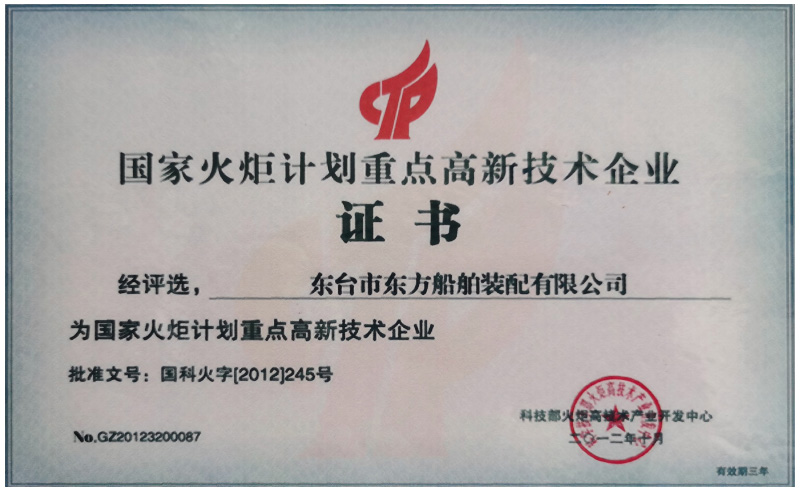 CTP
国家火炬计划重点高新技术企业
证书
经评选，东台市东方船舶装配有限公司
为国家火炬计划重点高新技术企业
批准文号：国科火字[2012]245号
科技部火炬高技术产业开发中心
No.GZ20123200087
二〇一二年十月
有效期三年